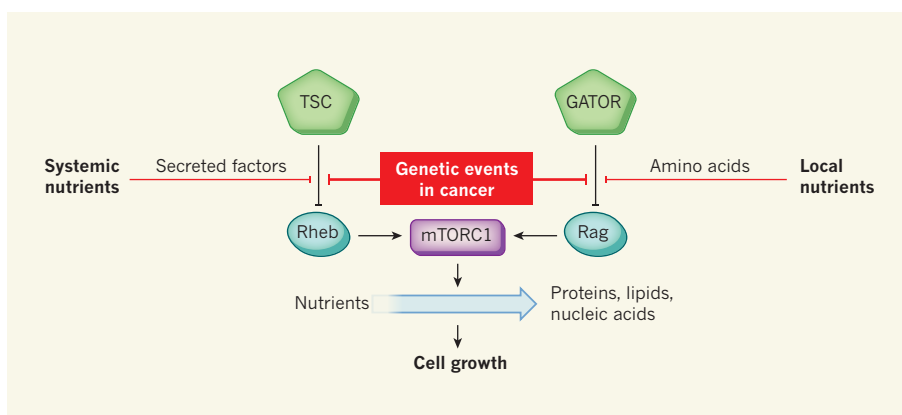 TSC
GATOR
Systemic
nutrients
Secreted factors
Genetic events
in cancer
Amino acids
Local
nutrients
Rheb
mTORC1
Rag
Nutrients
Proteins, lipids,
nucleic acids
Cell growth